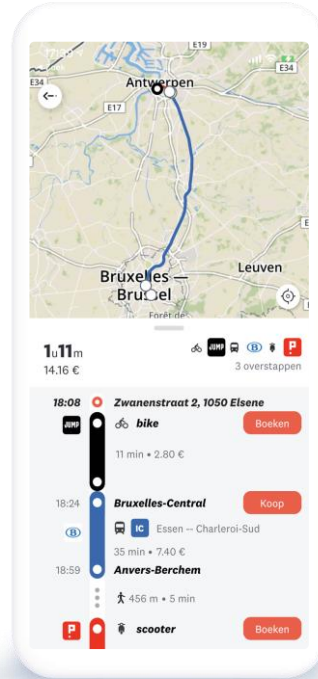 E19
E34
E34
Antwerpen
E17
Leuven
Bruxelles —
Brussel
Forêt de
1u11m
JUMP
B
P
14.16 €
3 overstappen
18:08 Zwanenstraat 2, 1050 Elsene
JUMP bike Boeken
11 min • 2.80 €
18:24 Bruxelles-Central Koop
B IC Essen -- Charleroi-Sud
35 min • 7.40 €
18:59 Anvers-Berchem
456 m • 5 min
P scooter Boeken